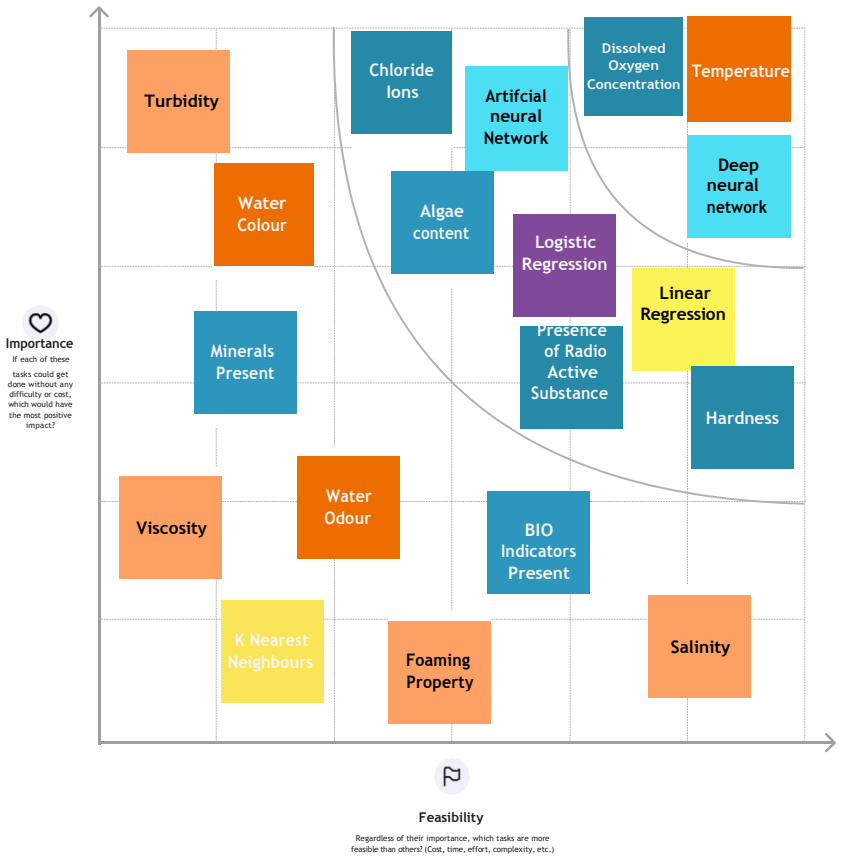 Turbidity
Chloride
Ions
Artifcial
neural
Network
Dissolved
Oxygen
Concentration
Temperature
Deep
neural
network
Water
Colour
Algae
content
Logistic
Regression
Linear
Regression
Minerals
Present
Presence
of Radio
Active
Substance
Hardness
Importance
If each of these
tasks could get
done without any
difficulty or cost,
which would have
the most positive
impact?
Viscosity
Water
Odour
BIO
Indicators
Present
K Nearest
Neighbours
Foaming
Property
Salinity
Feasibility
Regardless of their importance, which tasks are more
feasible than others? (Cost, time, effort, complexity, etc.)